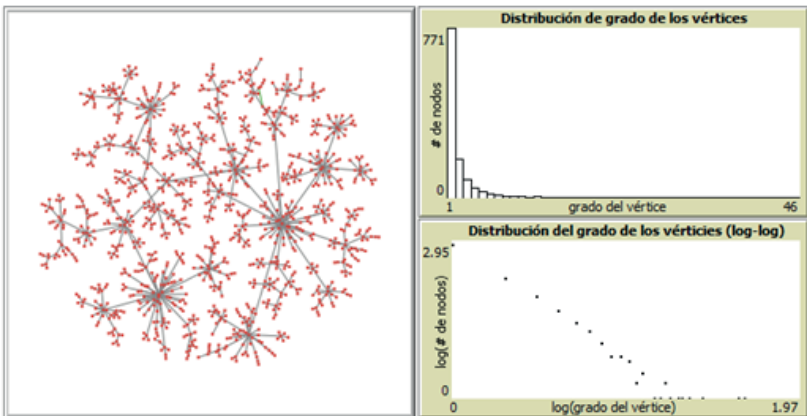 Distribución de grado de los vértices
771
# de nodos
0
1
grado del vértice
46
Distribución del grado de los vérticies (log-log)
2.95
log(# de nodos)
0
0
log(grado del vértice)
1.97